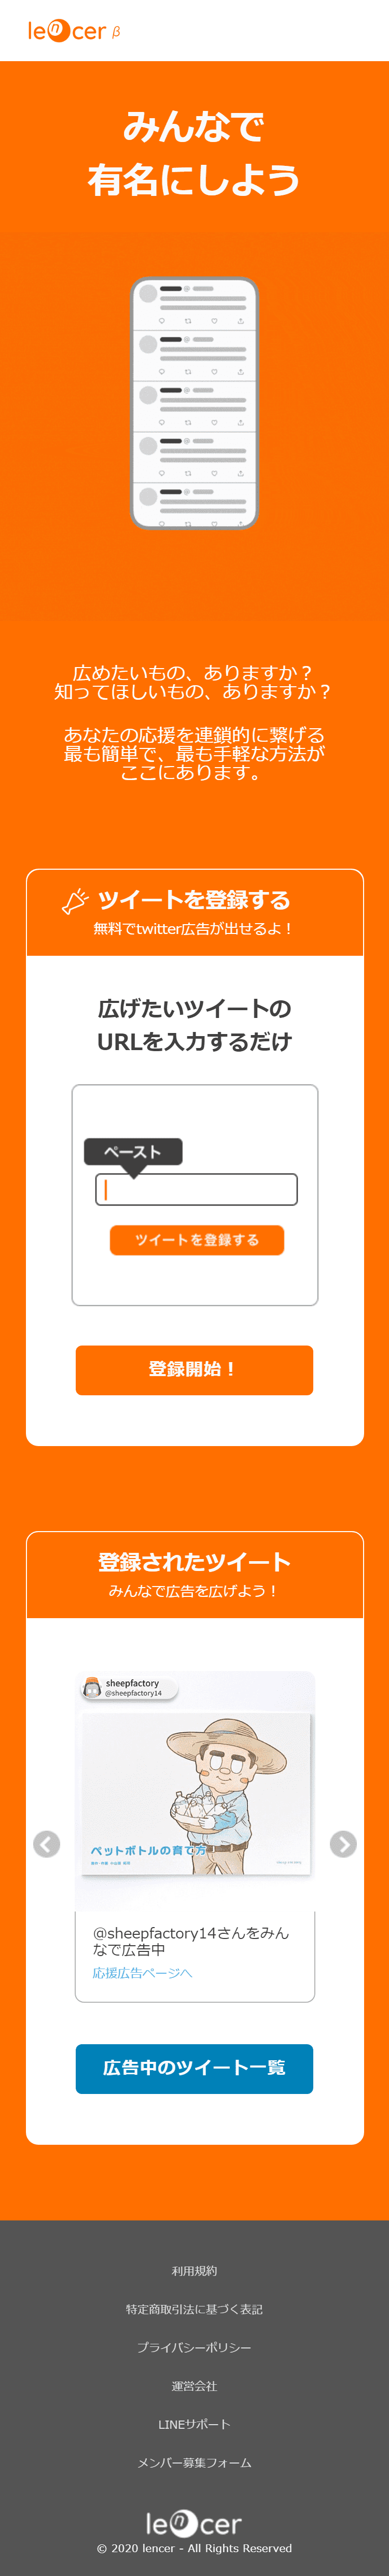 lencer β
みんなで
有名にしよう
広めたいもの、ありますか？
知ってほしいもの、ありますか？
あなたの応援を連鎖的に繋げる
最も簡単で、最も手軽な方法が
ここにあります。
ツイートを登録する
無料でtwitter広告が出せるよ！
広げたいツイートの
URLを入力するだけ
ペースト
ツイートを登録する
登録開始！
登録されたツイート
みんなで広告を広げよう！
sheepfactory
@sheepfactory14
ペットボトルの育て方
@sheepfactory14さんをみん
なで広告中
応援広告ページへ
広告中のツイート一覧
利用規約
特定商取引法に基づく表記
プライバシーポリシー
運営会社
LINEサポート
メンバー募集フォーム
lencer
© 2020 lencer - All Rights Reserved